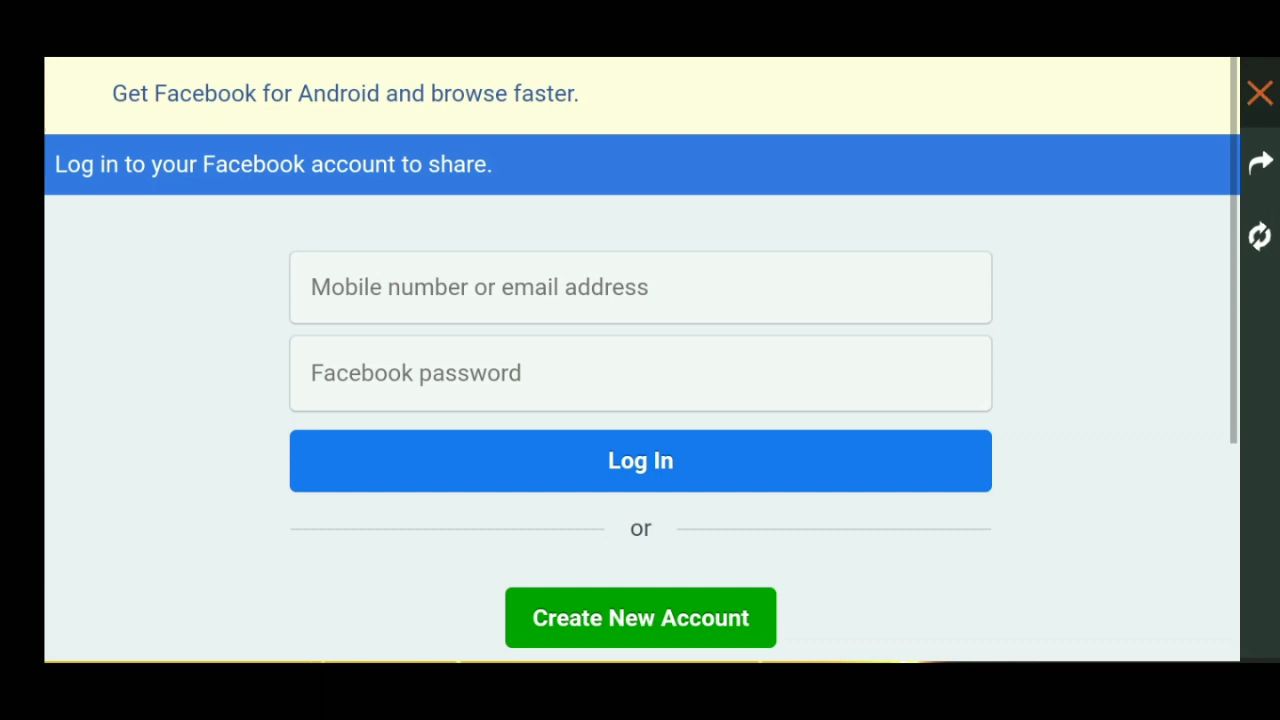 Get Facebook for Android and browse faster.
Log in to your Facebook account to share.
Mobile number or email address
Facebook password
Log In
or
Create New Account